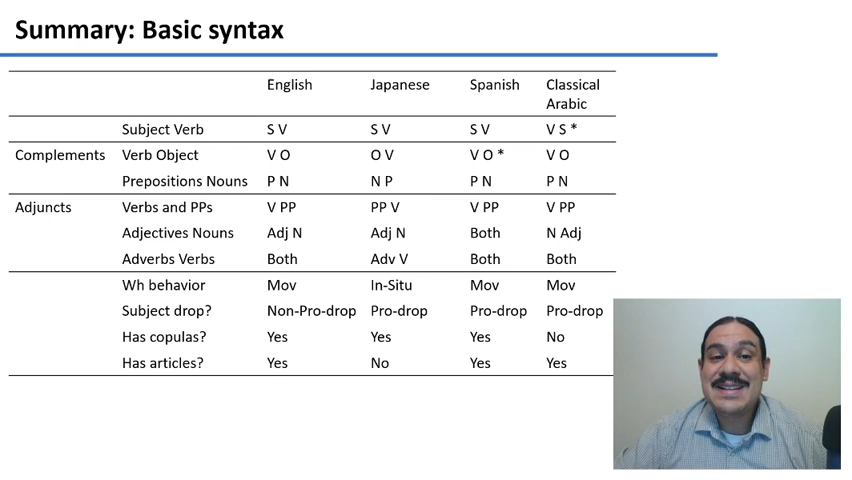 Summary: Basic syntax
English Japanese Spanish Classical Arabic
Subject Verb S V S V S V V S *
Complements Verb Object V O O V V O * V O
Prepositions Nouns P N N P P N P N
Adjuncts Verbs and PPs V PP PP V V PP V PP
Adjectives Nouns Adj N Adj N Both N Adj
Adverbs Verbs Both Adv V Both Both
Wh behavior Mov In-Situ Mov Mov
Subject drop? Non-Pro-drop Pro-drop Pro-drop Pro-drop
Has copulas? Yes Yes Yes No
Has articles? Yes No Yes Yes